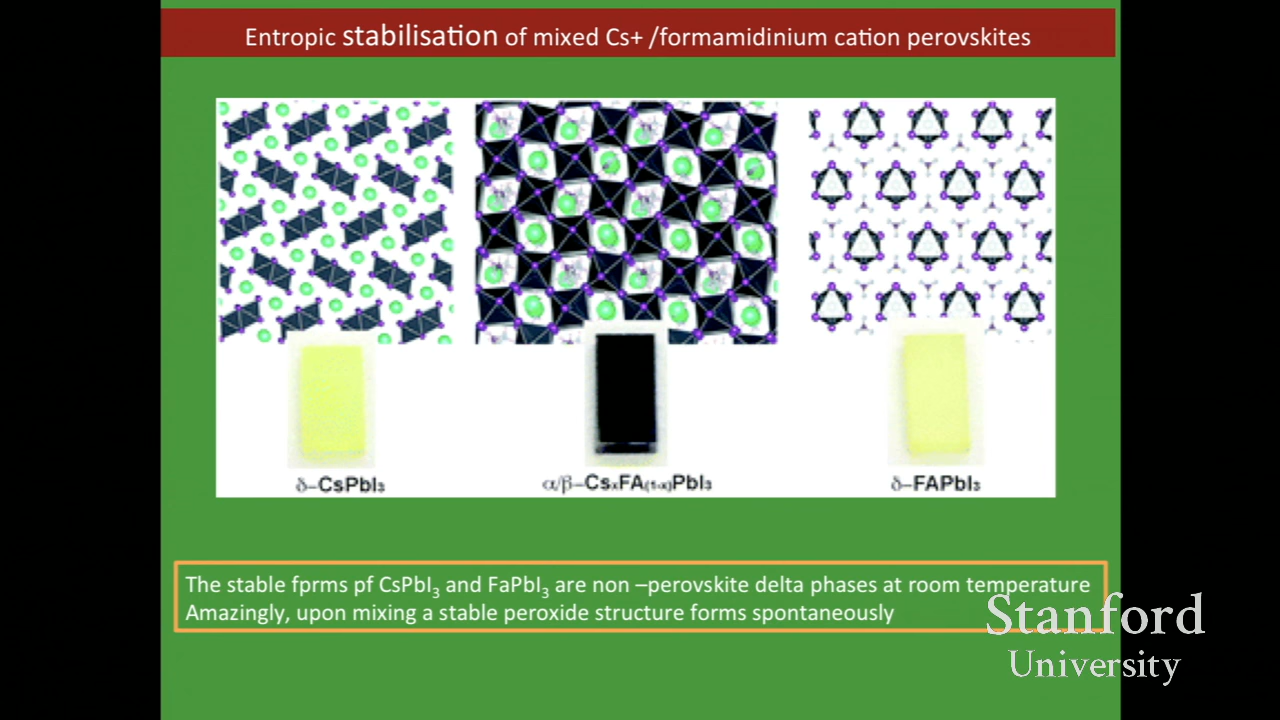 Entropic stabilisation of mixed Cs+ /formamidinium cation perovskites
δ–CsPbI₃
α/β–CsₓFA₍₁₋ₓ₎PbI₃
δ–FAPbI₃
The stable fprms pf CsPbI₃ and FaPbI₃ are non –perovskite delta phases at room temperature
Amazingly, upon mixing a stable peroxide structure forms spontaneously
Stanford
University